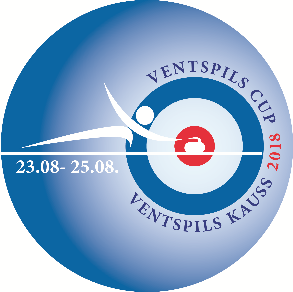 VENTSPILS CUP
23.08- 25.08.
VENTSPILS KAUSS 2018